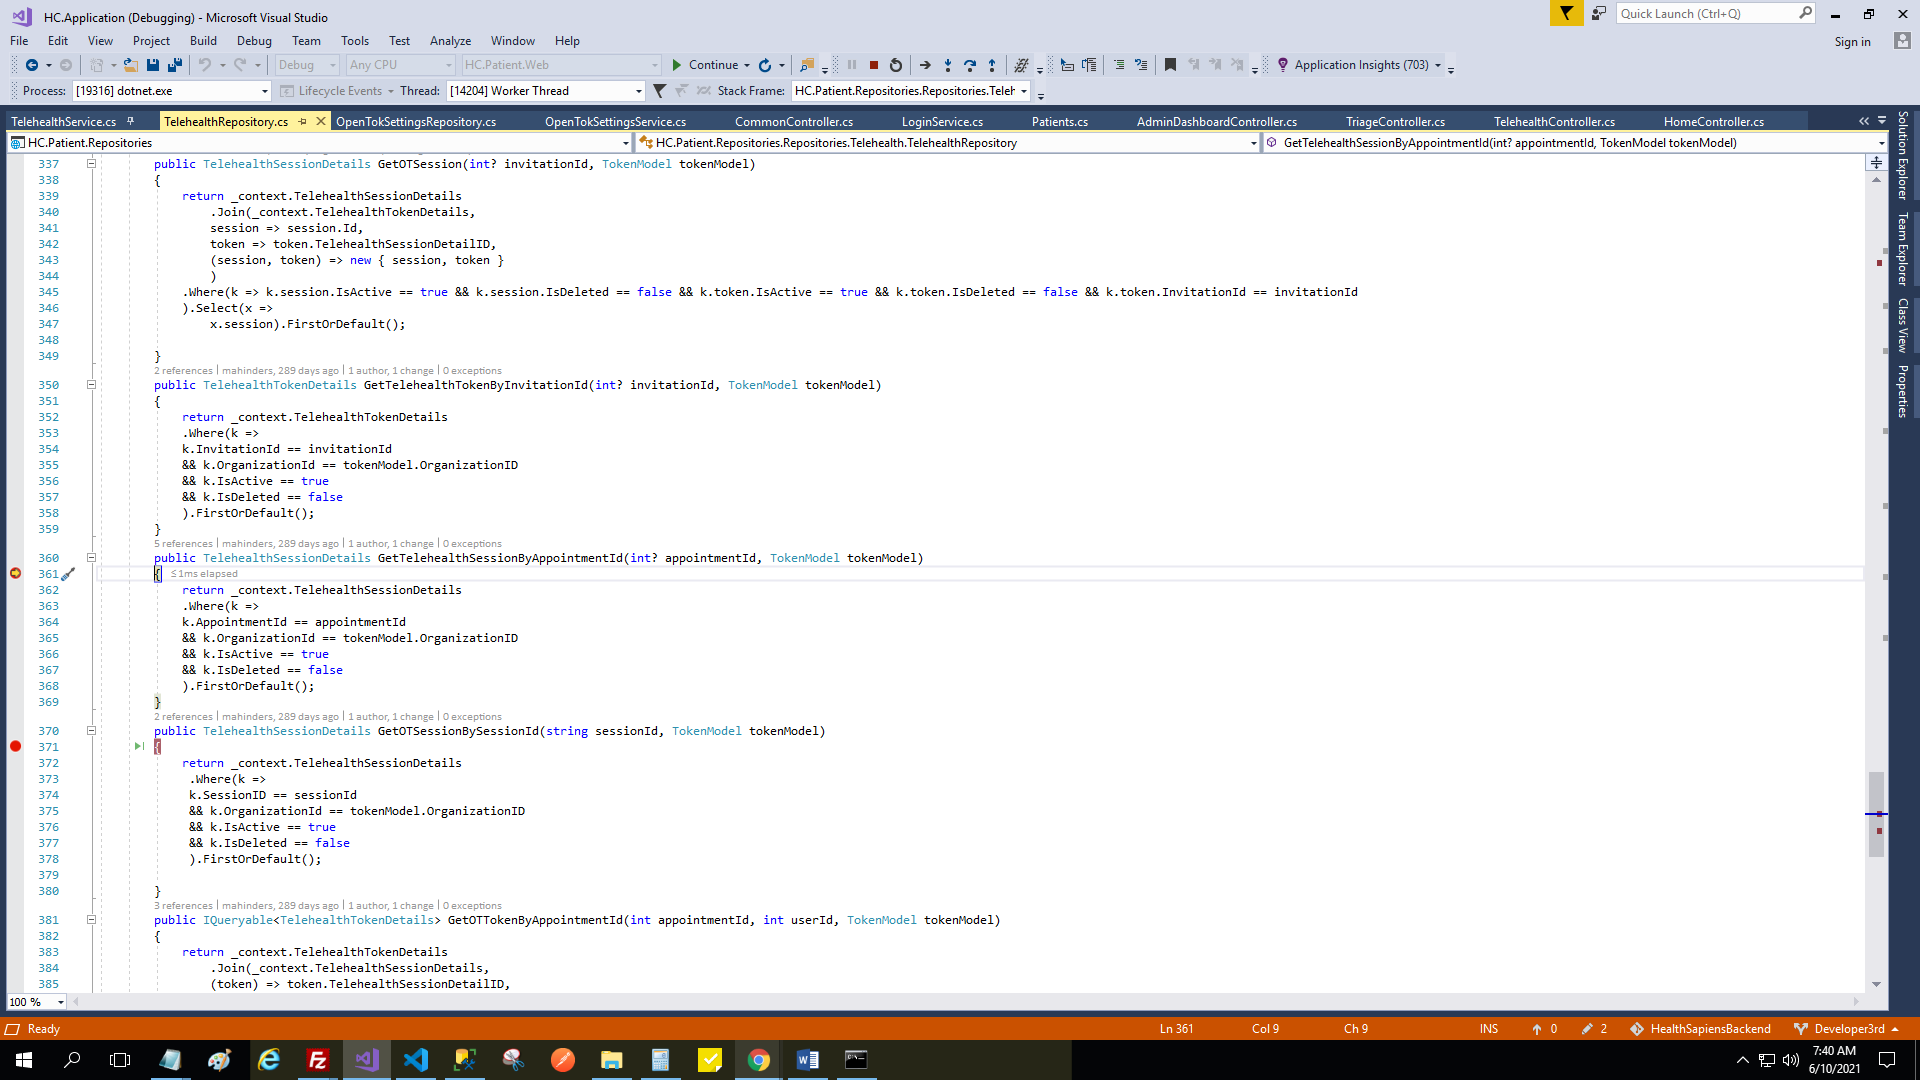 HC.Application (Debugging) - Microsoft Visual Studio
Quick Launch (Ctrl+Q)
File Edit View Project Build Debug Team Tools Test Analyze Window Help
Sign in
Debug Any CPU HC.Patient.Web Continue Application Insights (703)
Process: [19316] dotnet.exe Lifecycle Events Thread: [14204] Worker Thread Stack Frame: HC.Patient.Repositories.Repositories.Teleh
TelehealthService.cs TelehealthRepository.cs OpenTokSettingsRepository.cs OpenTokSettingsService.cs CommonController.cs LoginService.cs Patients.cs AdminDashboardController.cs TriageController.cs TelehealthController.cs HomeController.cs
HC.Patient.Repositories HC.Patient.Repositories.Repositories.Telehealth.TelehealthRepository GetTelehealthSessionByAppointmentId(int? appointmentId, TokenModel tokenModel)
337 public TelehealthSessionDetails GetOTSession(int? invitationId, TokenModel tokenModel)
338 {
339 return _context.TelehealthSessionDetails
340 .Join(_context.TelehealthTokenDetails,
341 session => session.Id,
342 token => token.TelehealthSessionDetailID,
343 (session, token) => new { session, token }
344 )
345 .Where(k => k.session.IsActive == true && k.session.IsDeleted == false && k.token.IsActive == true && k.token.IsDeleted == false && k.token.InvitationId == invitationId
346 ).Select(x =>
347 x.session).FirstOrDefault();
348
349 }
2 references | mahinders, 289 days ago | 1 author, 1 change | 0 exceptions
350 public TelehealthTokenDetails GetTelehealthTokenByInvitationId(int? invitationId, TokenModel tokenModel)
351 {
352 return _context.TelehealthTokenDetails
353 .Where(k =>
354 k.InvitationId == invitationId
355 && k.OrganizationId == tokenModel.OrganizationID
356 && k.IsActive == true
357 && k.IsDeleted == false
358 ).FirstOrDefault();
359 }
5 references | mahinders, 289 days ago | 1 author, 1 change | 0 exceptions
360 public TelehealthSessionDetails GetTelehealthSessionByAppointmentId(int? appointmentId, TokenModel tokenModel)
361 { ≤ 1ms elapsed
362 return _context.TelehealthSessionDetails
363 .Where(k =>
364 k.AppointmentId == appointmentId
365 && k.OrganizationId == tokenModel.OrganizationID
366 && k.IsActive == true
367 && k.IsDeleted == false
368 ).FirstOrDefault();
369 }
2 references | mahinders, 289 days ago | 1 author, 1 change | 0 exceptions
370 public TelehealthSessionDetails GetOTSessionBySessionId(string sessionId, TokenModel tokenModel)
371 {
372 return _context.TelehealthSessionDetails
373 .Where(k =>
374 k.SessionID == sessionId
375 && k.OrganizationId == tokenModel.OrganizationID
376 && k.IsActive == true
377 && k.IsDeleted == false
378 ).FirstOrDefault();
379
380 }
3 references | mahinders, 289 days ago | 1 author, 1 change | 0 exceptions
381 public IQueryable<TelehealthTokenDetails> GetOTTokenByAppointmentId(int appointmentId, int userId, TokenModel tokenModel)
382 {
383 return _context.TelehealthTokenDetails
384 .Join(_context.TelehealthSessionDetails,
385 (token) => token.TelehealthSessionDetailID,
100 %
Solution Explorer
Team Explorer
Class View
Properties
Ready Ln 361 Col 9 Ch 9 INS 0 2 HealthSapiensBackend Developer3rd
7:40 AM
6/10/2021